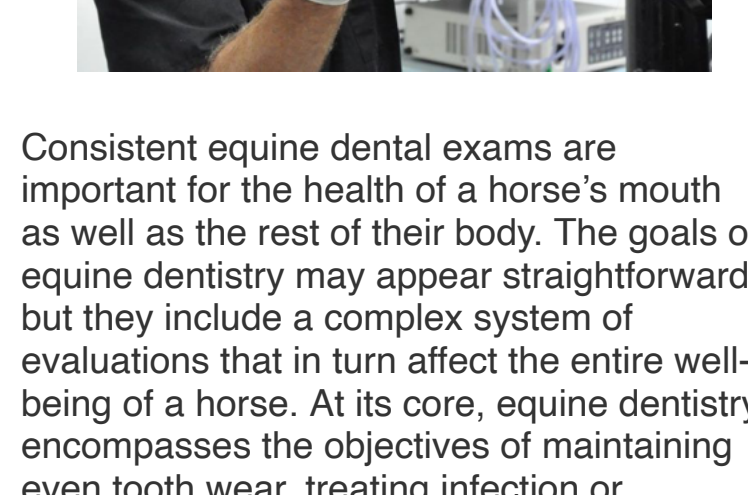 Consistent equine dental exams are
important for the health of a horse’s mouth
as well as the rest of their body. The goals o
equine dentistry may appear straightforward
but they include a complex system of
evaluations that in turn affect the entire well-
being of a horse. At its core, equine dentistry
encompasses the objectives of maintaining
even tooth wear, treating infection or